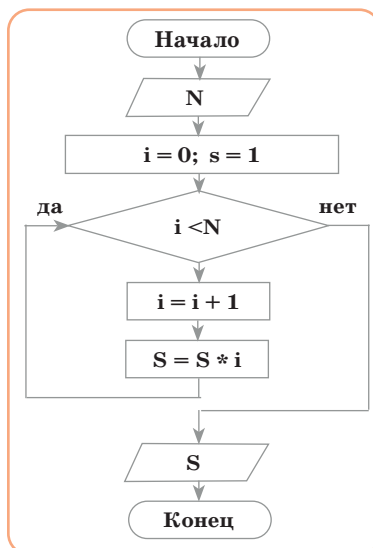 Начало
N
i = 0; s = 1
да
нет
i <N
i = i + 1
S = S * i
S
Конец